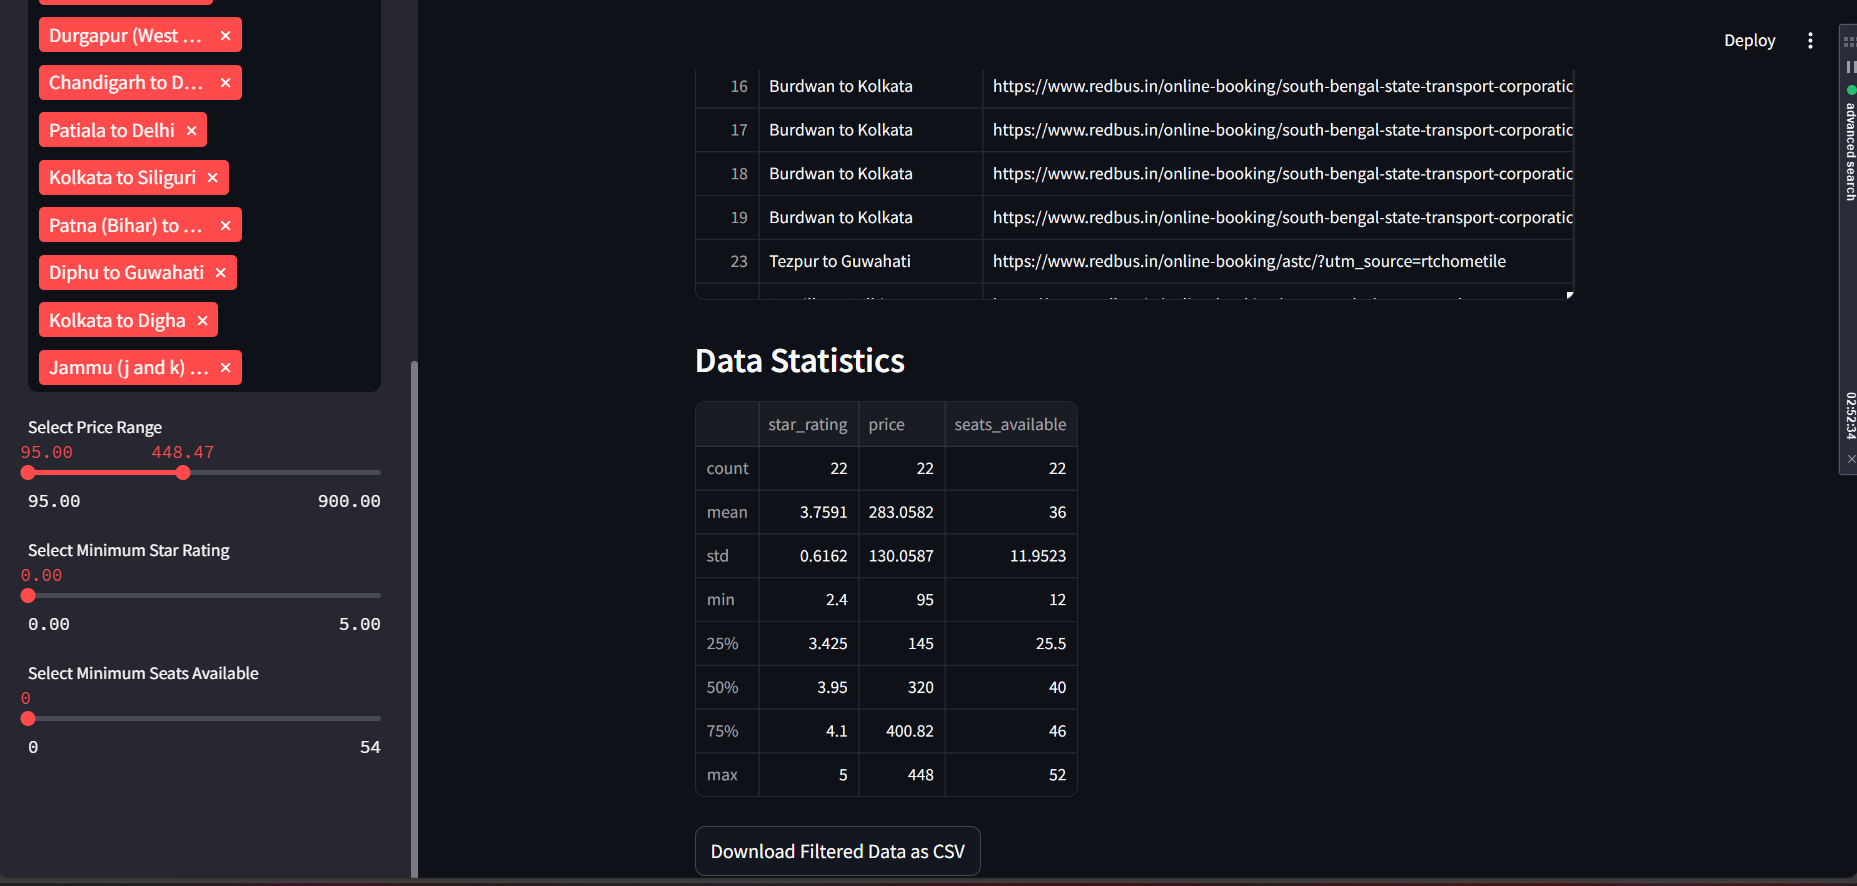 Durgapur (West ... ×
Chandigarh to D... ×
Patiala to Delhi ×
Kolkata to Siliguri ×
Patna (Bihar) to ... ×
Diphu to Guwahati ×
Kolkata to Digha ×
Jammu (j and k) ... ×
Select Price Range
95.00 448.47
95.00 900.00
Select Minimum Star Rating
0.00
0.00 5.00
Select Minimum Seats Available
0
0 54
Deploy
16 Burdwan to Kolkata https://www.redbus.in/online-booking/south-bengal-state-transport-corporatic
17 Burdwan to Kolkata https://www.redbus.in/online-booking/south-bengal-state-transport-corporatic
18 Burdwan to Kolkata https://www.redbus.in/online-booking/south-bengal-state-transport-corporatic
19 Burdwan to Kolkata https://www.redbus.in/online-booking/south-bengal-state-transport-corporatic
23 Tezpur to Guwahati https://www.redbus.in/online-booking/astc/?utm_source=rtchometile
Data Statistics
star_rating price seats_available
count 22 22 22
mean 3.7591 283.0582 36
std 0.6162 130.0587 11.9523
min 2.4 95 12
25% 3.425 145 25.5
50% 3.95 320 40
75% 4.1 400.82 46
max 5 448 52
Download Filtered Data as CSV
advanced search
02:52:34